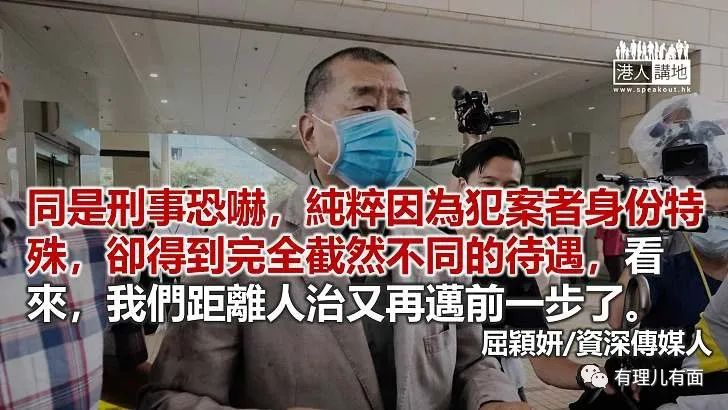 港人講地
www.speakout.hk
同是刑事恐嚇，純粹因為犯案者身份特
殊，卻得到完全截然不同的待遇，看
來，我們距離人治又再邁前一步了。
屈穎妍/資深傳媒人
有理儿有面